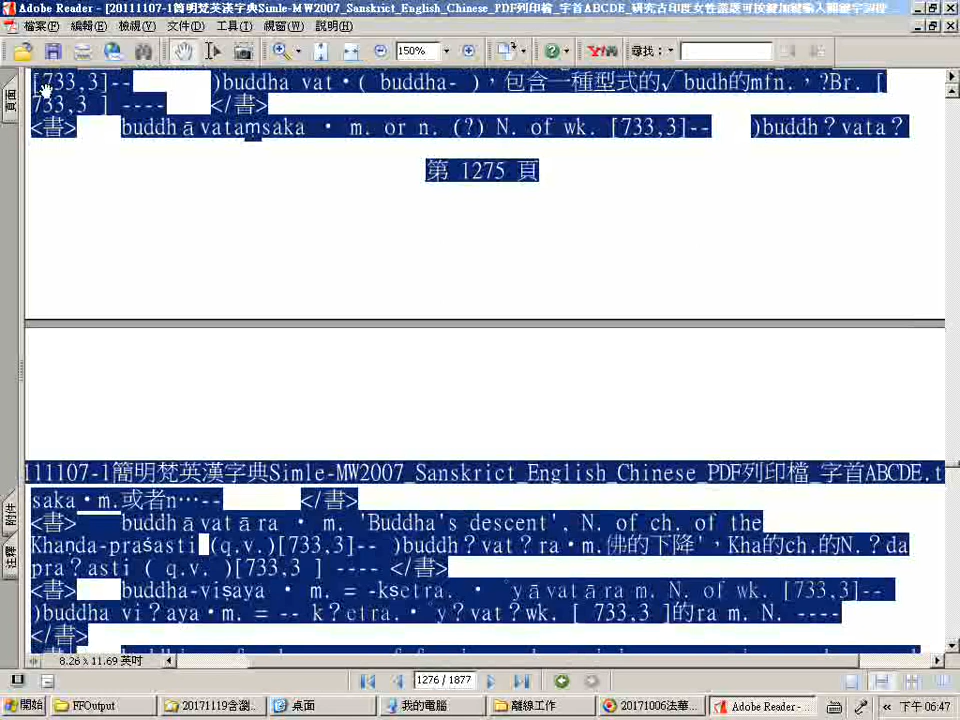 Adobe Reader - [20111107-1簡明梵英漢字典Simle-MW2007_Sanskrict_English_Chinese_PDF列印檔_字首ABCDE_研究古印度女性議題可按鍵加鍵輸入關鍵字詞搜
檔案(F) 編輯(E) 檢視(V) 文件(D) 工具(T) 視窗(W) 說明(H)
150% Y! 尋找：
頁面
[733,3]-- )buddha vat·( buddha- )，包含一種型式的√budh的mfn.，?Br. [
733,3 ] ---- </書>
<書> buddhāvataṃsaka · m. or n. (?) N. of wk. [733,3]-- )buddh？vata？
第 1275 頁
111107-1簡明梵英漢字典Simle-MW2007_Sanskrict_English_Chinese_PDF列印檔_字首ABCDE.t
saka·m.或者n…-- </書>
<書> buddhāvatāra · m. 'Buddha's descent', N. of ch. of the
Khaṇda-praśasti (q.v.)[733,3]-- )buddh？vat？ra·m.佛的下降'，Kha的ch.的N.？da
pra？asti ( q.v. )[733,3 ] ---- </書>
<書> buddha-viṣaya · m. = -kṣetra. · ˚yāvatāra m. N. of wk. [733,3]--
)buddha vi？aya·m. = -- k？etra.·˚y？vat？wk. [ 733,3]的ra m. N. ----
</書>
附件
注釋
8.26 x 11.69 英吋
1276 / 1877
開始 FFOutput 20171119含瀏... 桌面 我的電腦 離線工作 20171006法華... Adobe Reader - [... « 下午 06:47